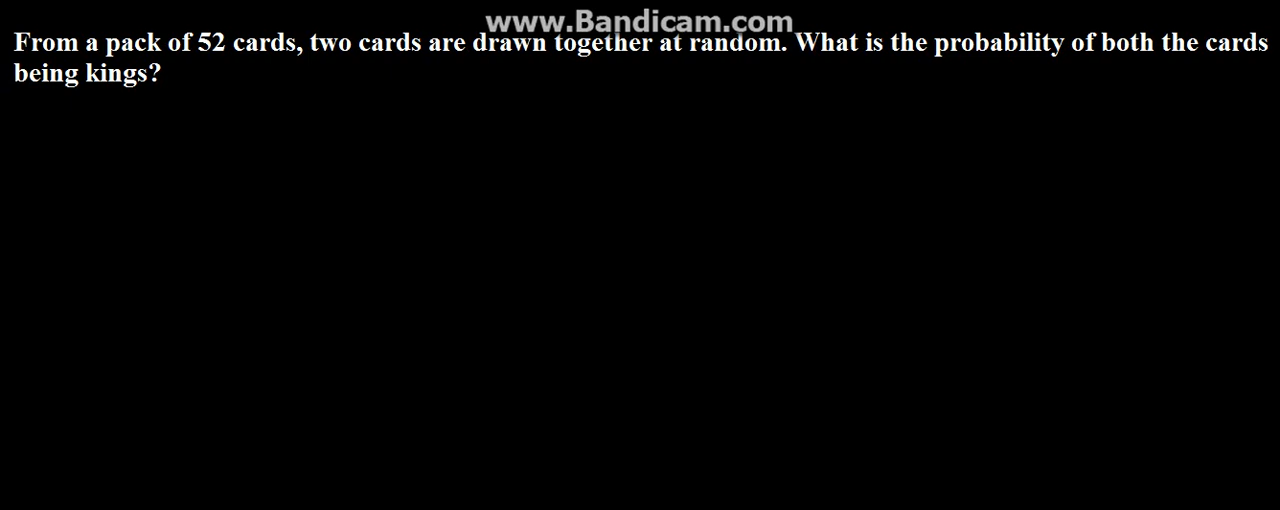 www.Bandicam.com
From a pack of 52 cards, two cards are drawn together at random. What is the probability of both the cards
being kings?